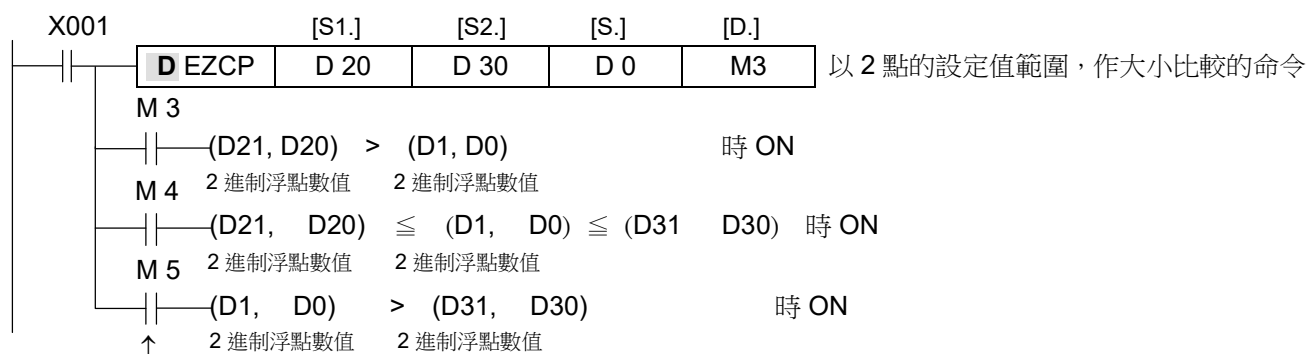 X001 [S1.] [S2.] [S.] [D.]
D EZCP D 20 D 30 D 0 M3 以 2 點的設定值範圍，作大小比較的命令
M 3
(D21, D20) > (D1, D0) 時 ON
2 進制浮點數值 2 進制浮點數值
M 4
(D21, D20) ≦ (D1, D0) ≦ (D31 D30) 時 ON
2 進制浮點數值 2 進制浮點數值
M 5
(D1, D0) > (D31, D30) 時 ON
2 進制浮點數值 2 進制浮點數值
↑